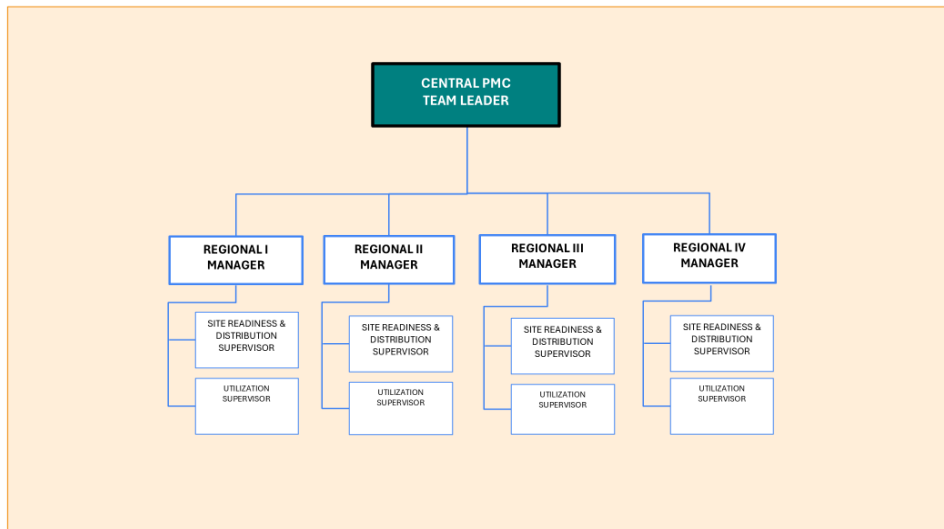 CENTRAL PMC
TEAM LEADER
REGIONAL I
MANAGER
REGIONAL II
MANAGER
REGIONAL III
MANAGER
REGIONAL IV
MANAGER
SITE READINESS &
DISTRIBUTION
SUPERVISOR
SITE READINESS &
DISTRIBUTION
SUPERVISOR
SITE READINESS &
DISTRIBUTION
SUPERVISOR
SITE READINESS &
DISTRIBUTION
SUPERVISOR
UTILIZATION
SUPERVISOR
UTILIZATION
SUPERVISOR
UTILIZATION
SUPERVISOR
UTILIZATION
SUPERVISOR